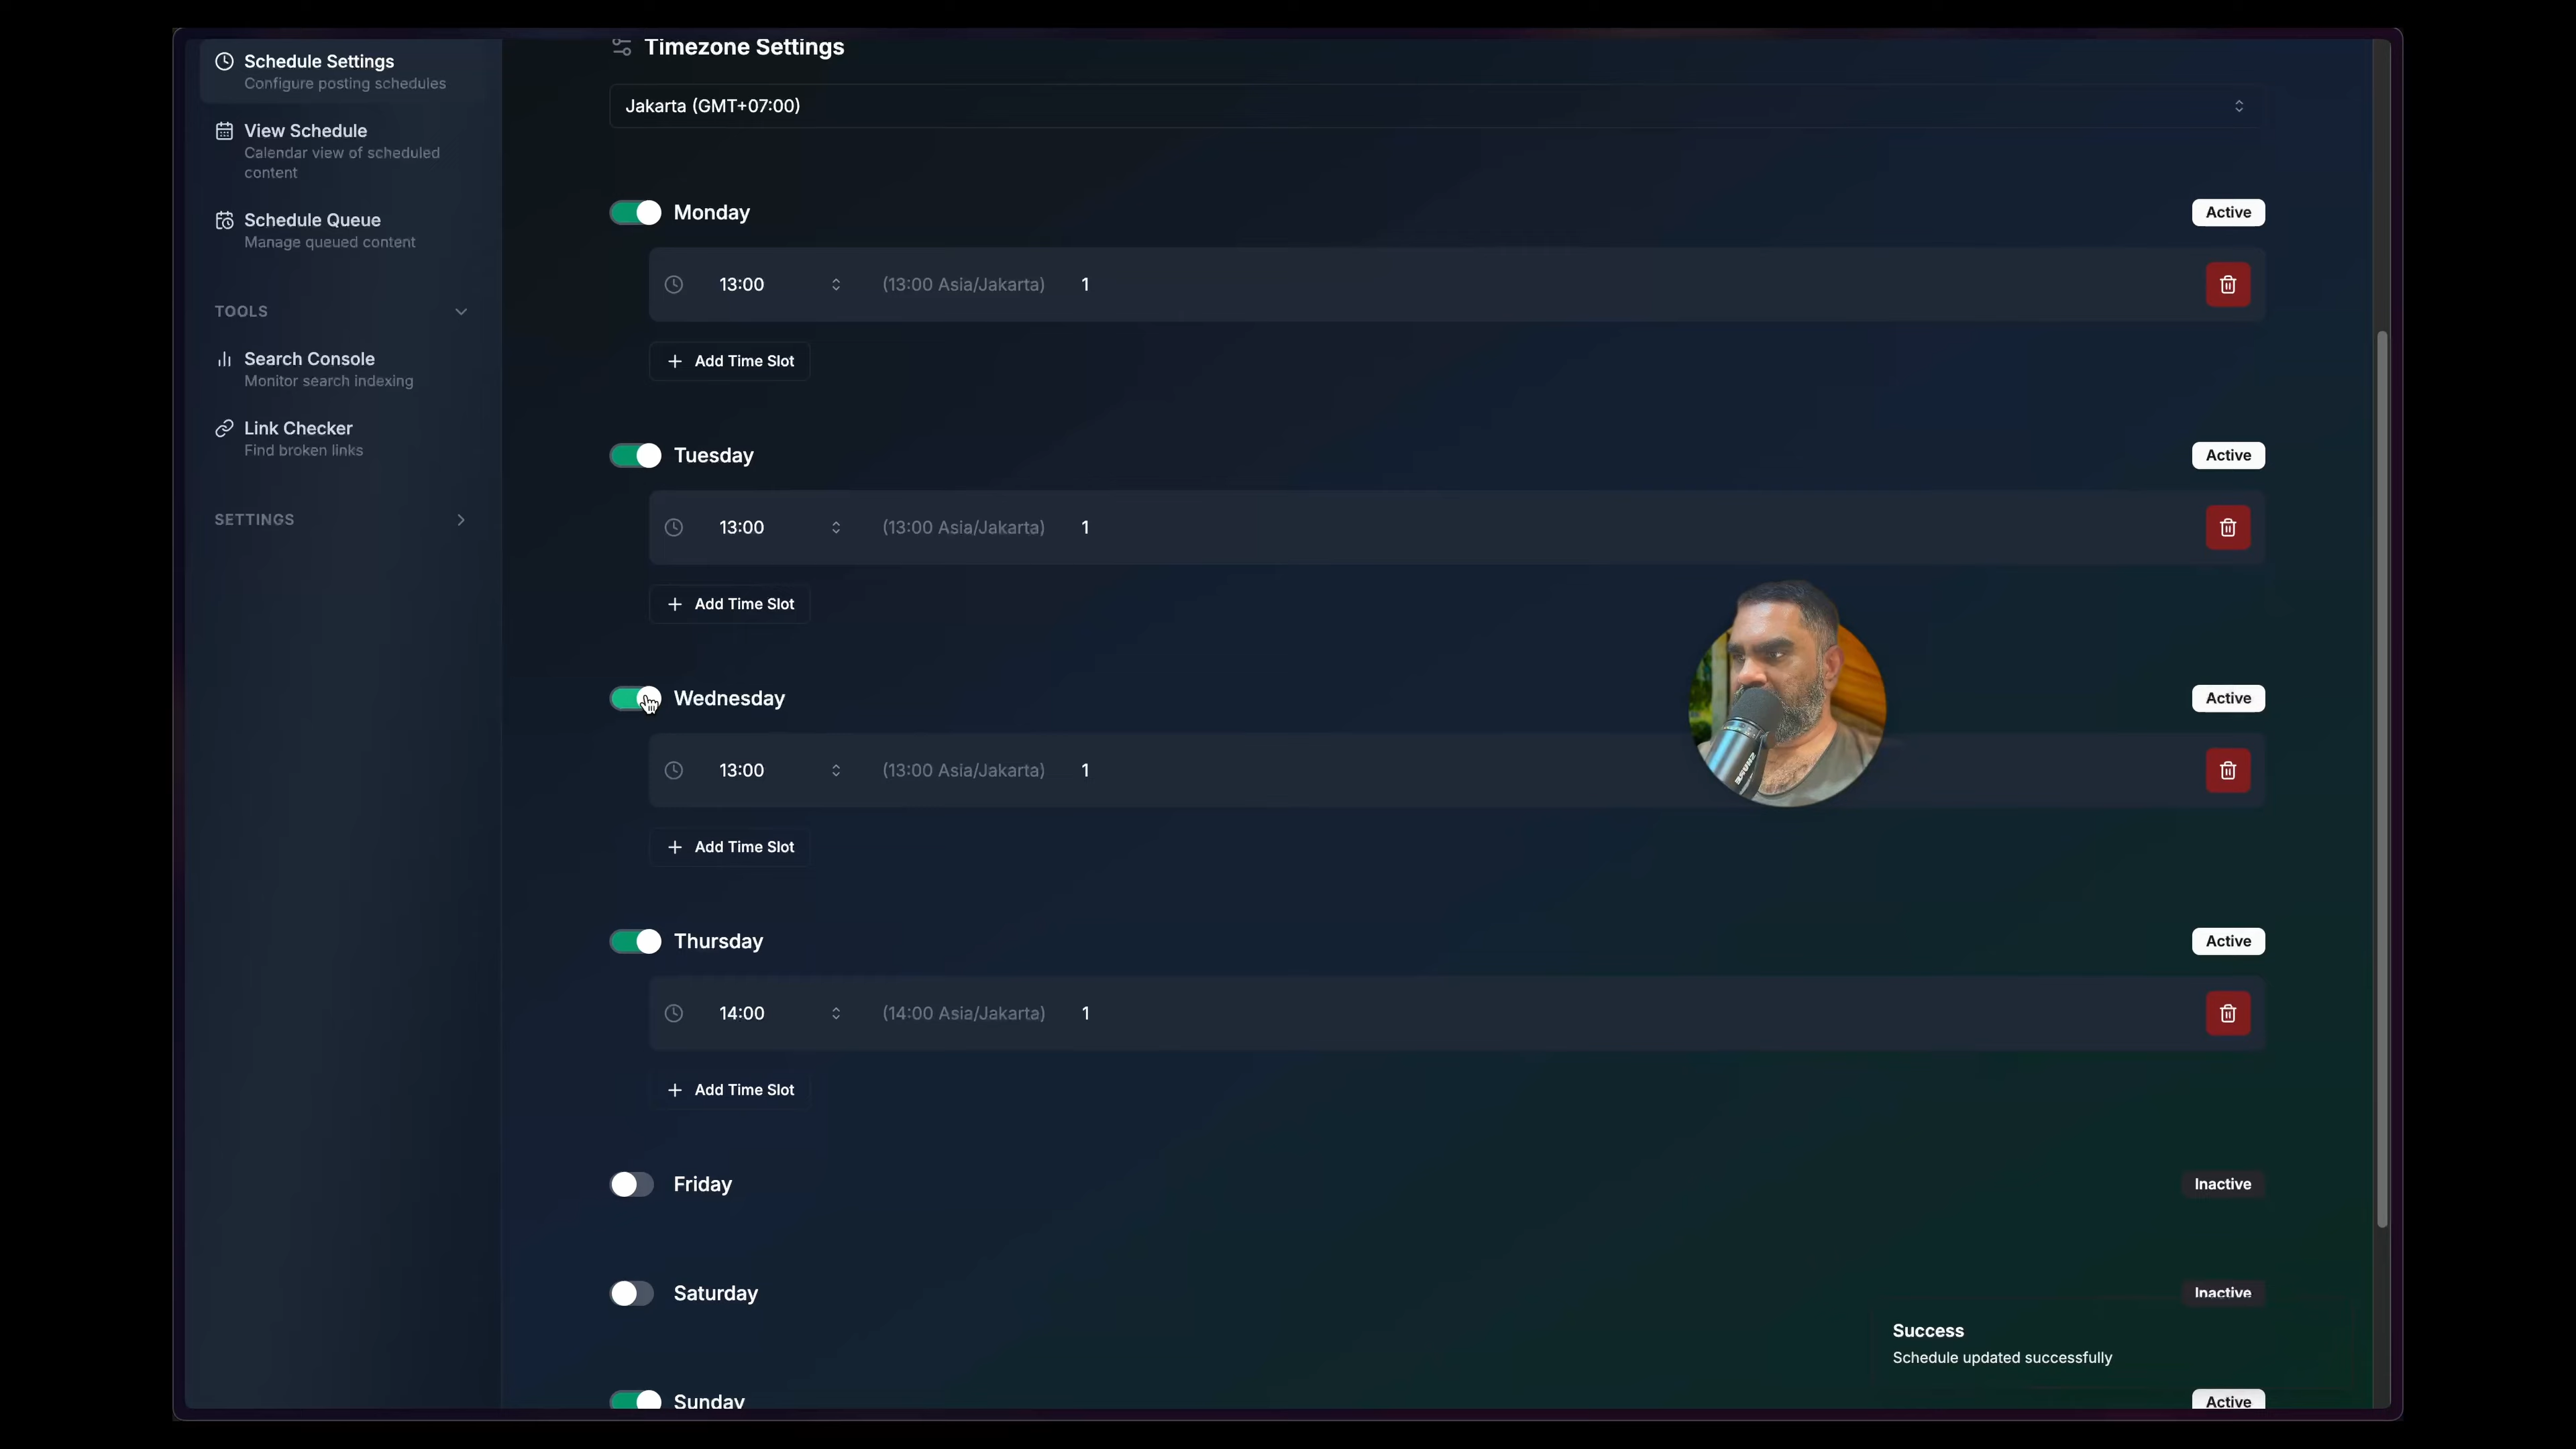 Schedule Settings
Configure posting schedules
View Schedule
Calendar view of scheduled
content
Schedule Queue
Manage queued content
TOOLS
Search Console
Monitor search indexing
Link Checker
Find broken links
SETTINGS
Timezone Settings
Jakarta (GMT+07:00)
Monday
Active
13:00 (13:00 Asia/Jakarta) 1
Add Time Slot
Tuesday
Active
13:00 (13:00 Asia/Jakarta) 1
Add Time Slot
Wednesday
Active
13:00 (13:00 Asia/Jakarta) 1
Add Time Slot
Thursday
Active
14:00 (14:00 Asia/Jakarta) 1
Add Time Slot
Friday
Inactive
Saturday
Inactive
Success
Schedule updated successfully
Sunday
Active